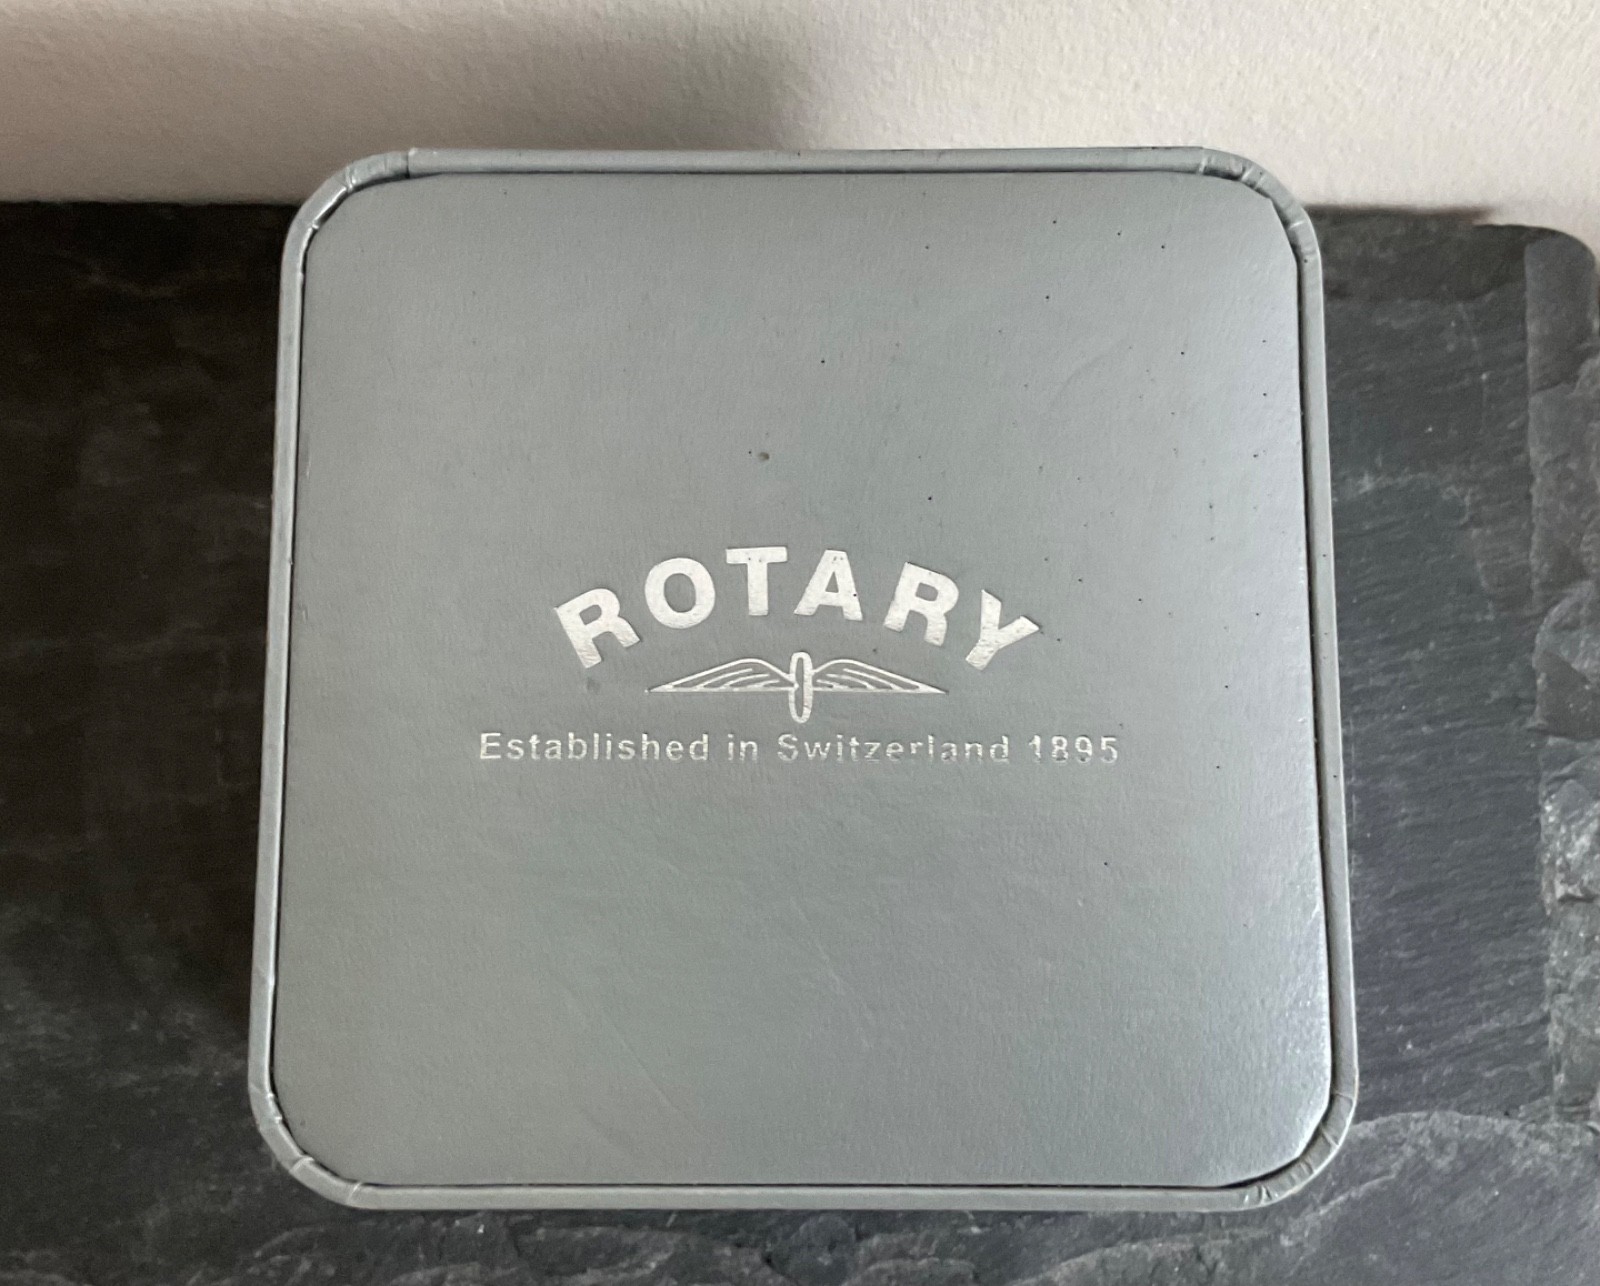 ROTARY
Established in Switzerland 1895